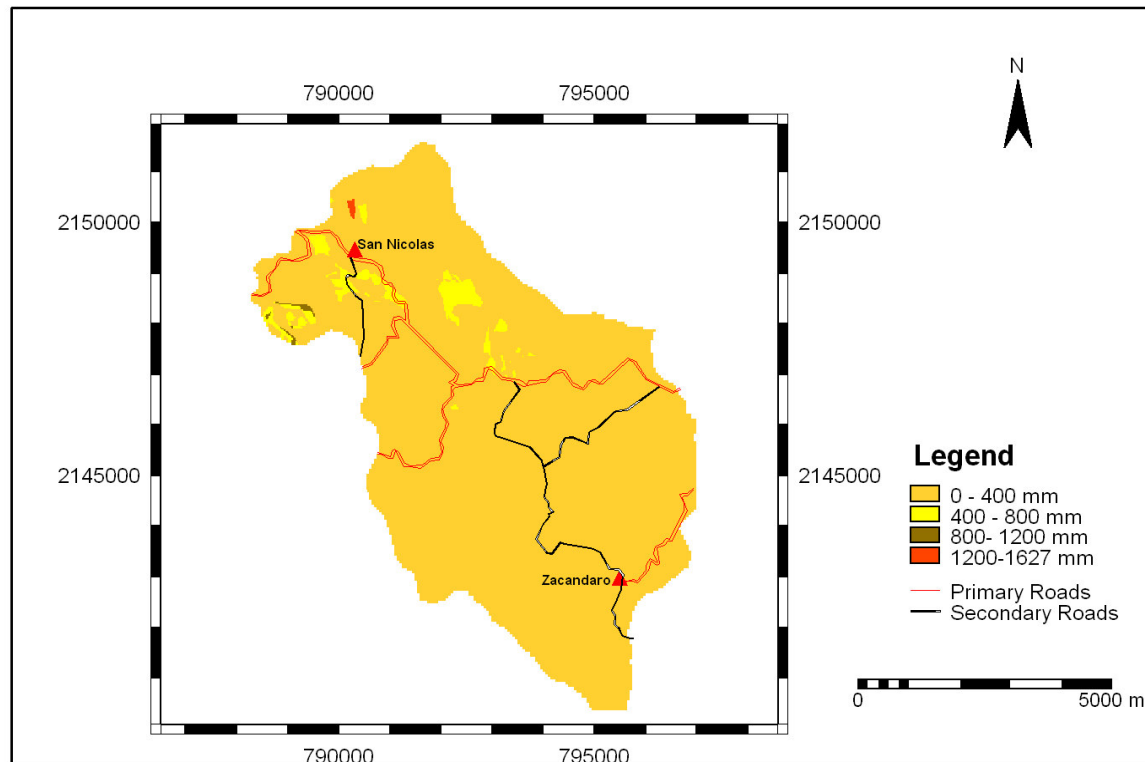 N
790000 795000
2150000 2150000
San Nicolas
2145000 2145000
Legend
0 - 400 mm
400 - 800 mm
800- 1200 mm
1200-1627 mm
Zacandaro
Primary Roads
Secondary Roads
0 5000 m
790000 795000